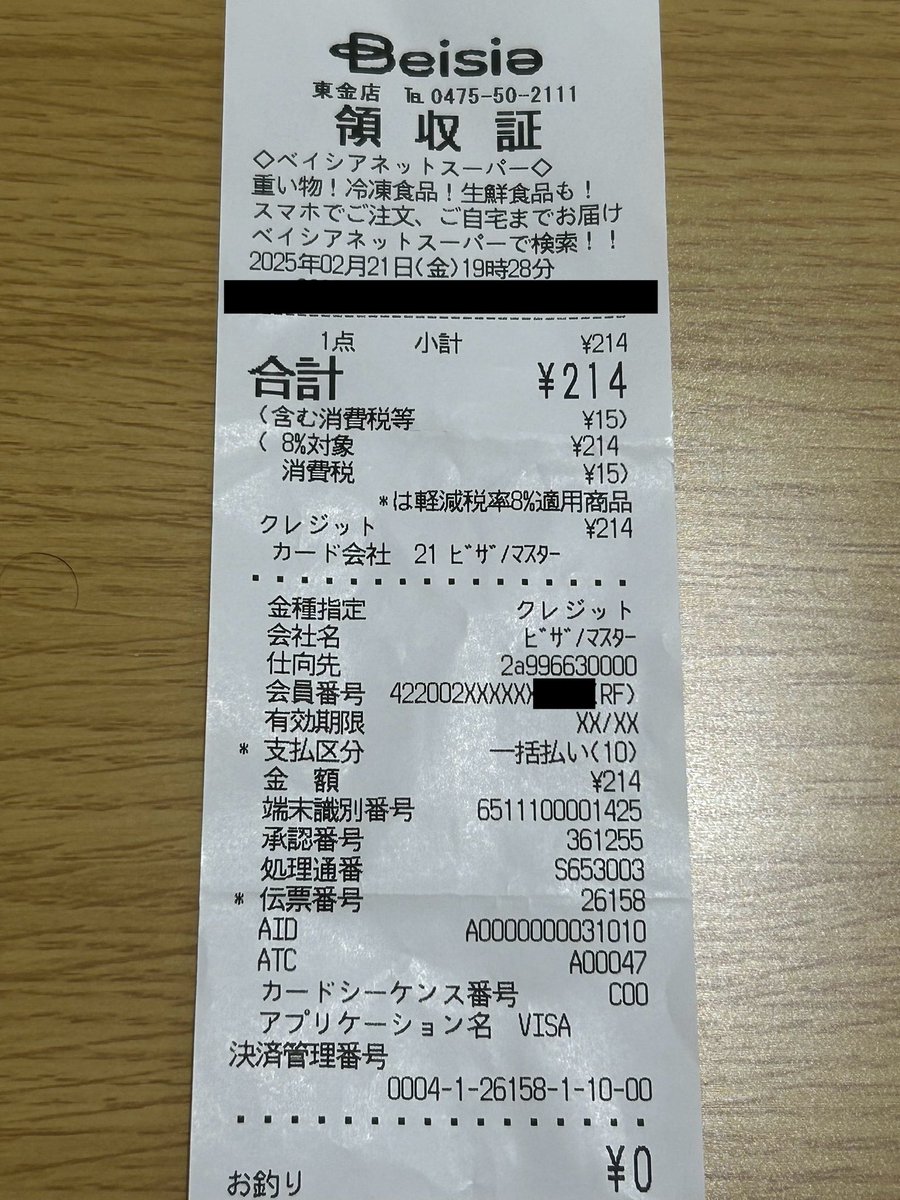 Beisia
東金店 ℡ 0475-50-2111
領収証
◇ベイシアネットスーパー◇
重い物！冷凍食品！生鮮食品も！
スマホでご注文、ご自宅までお届け
ベイシアネットスーパーで検索！！
2025年02月21日(金)19時28分
1点 小計 ¥214
合計 ¥214
(含む消費税等 ¥15)
( 8%対象 ¥214
消費税 ¥15)
*は軽減税率8%適用商品
クレジット ¥214
カード会社 21 ﾋﾞｻﾞ/ﾏｽﾀｰ
金種指定 クレジット
会社名 ﾋﾞｻﾞ/ﾏｽﾀｰ
仕向先 2a996630000
会員番号 422002XXXXXX (RF)
有効期限 XX/XX
* 支払区分 一括払い(10)
金 額 ¥214
端末識別番号 6511100001425
承認番号 361255
処理通番 S653003
* 伝票番号 26158
AID A0000000031010
ATC A00047
カードシーケンス番号 C00
アプリケーション名 VISA
決済管理番号
0004-1-26158-1-10-00
お釣り ¥0